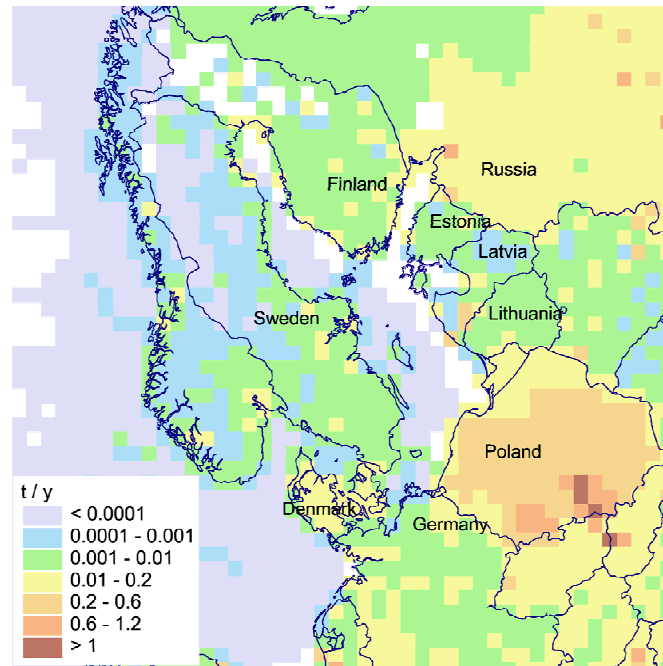 Russia
Finland
Estonia
Latvia
Lithuania
Sweden
Poland
Denmark
Germany
t / y
< 0.0001
0.0001 - 0.001
0.001 - 0.01
0.01 - 0.2
0.2 - 0.6
0.6 - 1.2
> 1